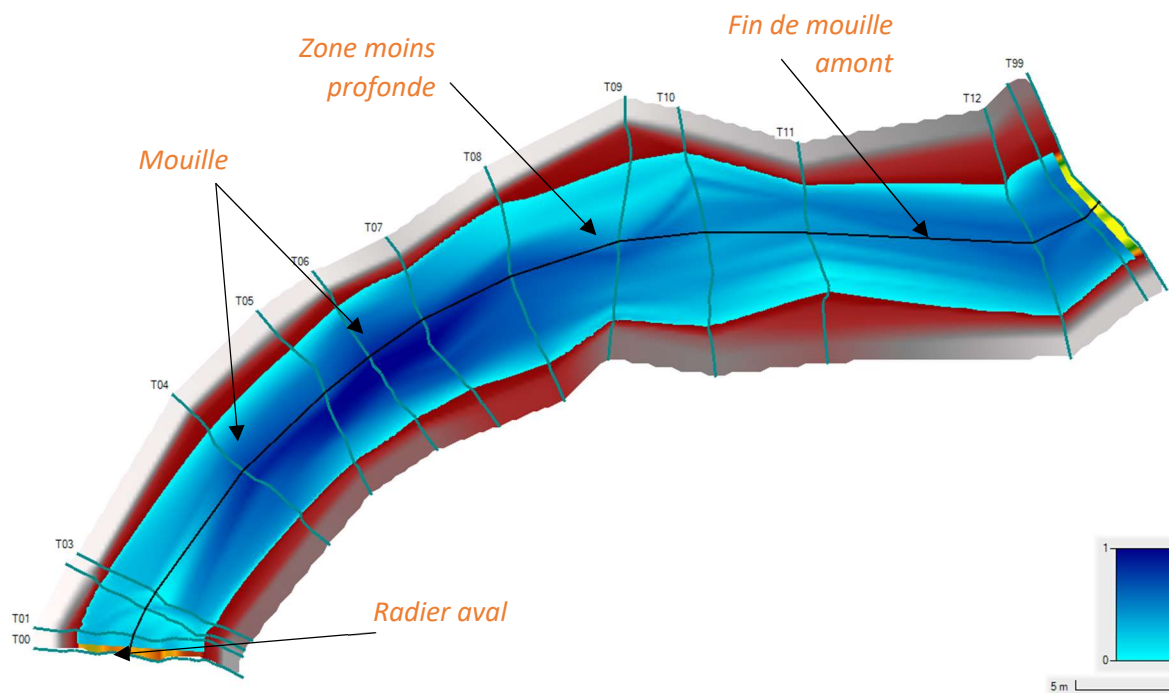 Zone moins
profonde
Fin de mouille
amont
T99
T09
T10
T12
T11
Mouille
T08
T07
T06
T05
T04
T03
T01
T00
Radier aval
1
0
5 m